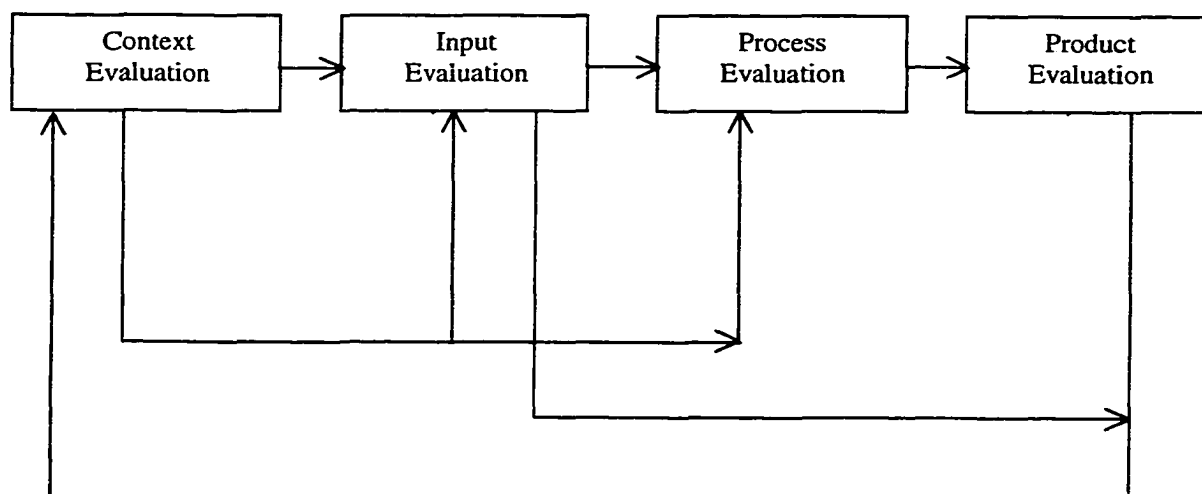 Context
Evaluation
Input
Evaluation
Process
Evaluation
Product
Evaluation